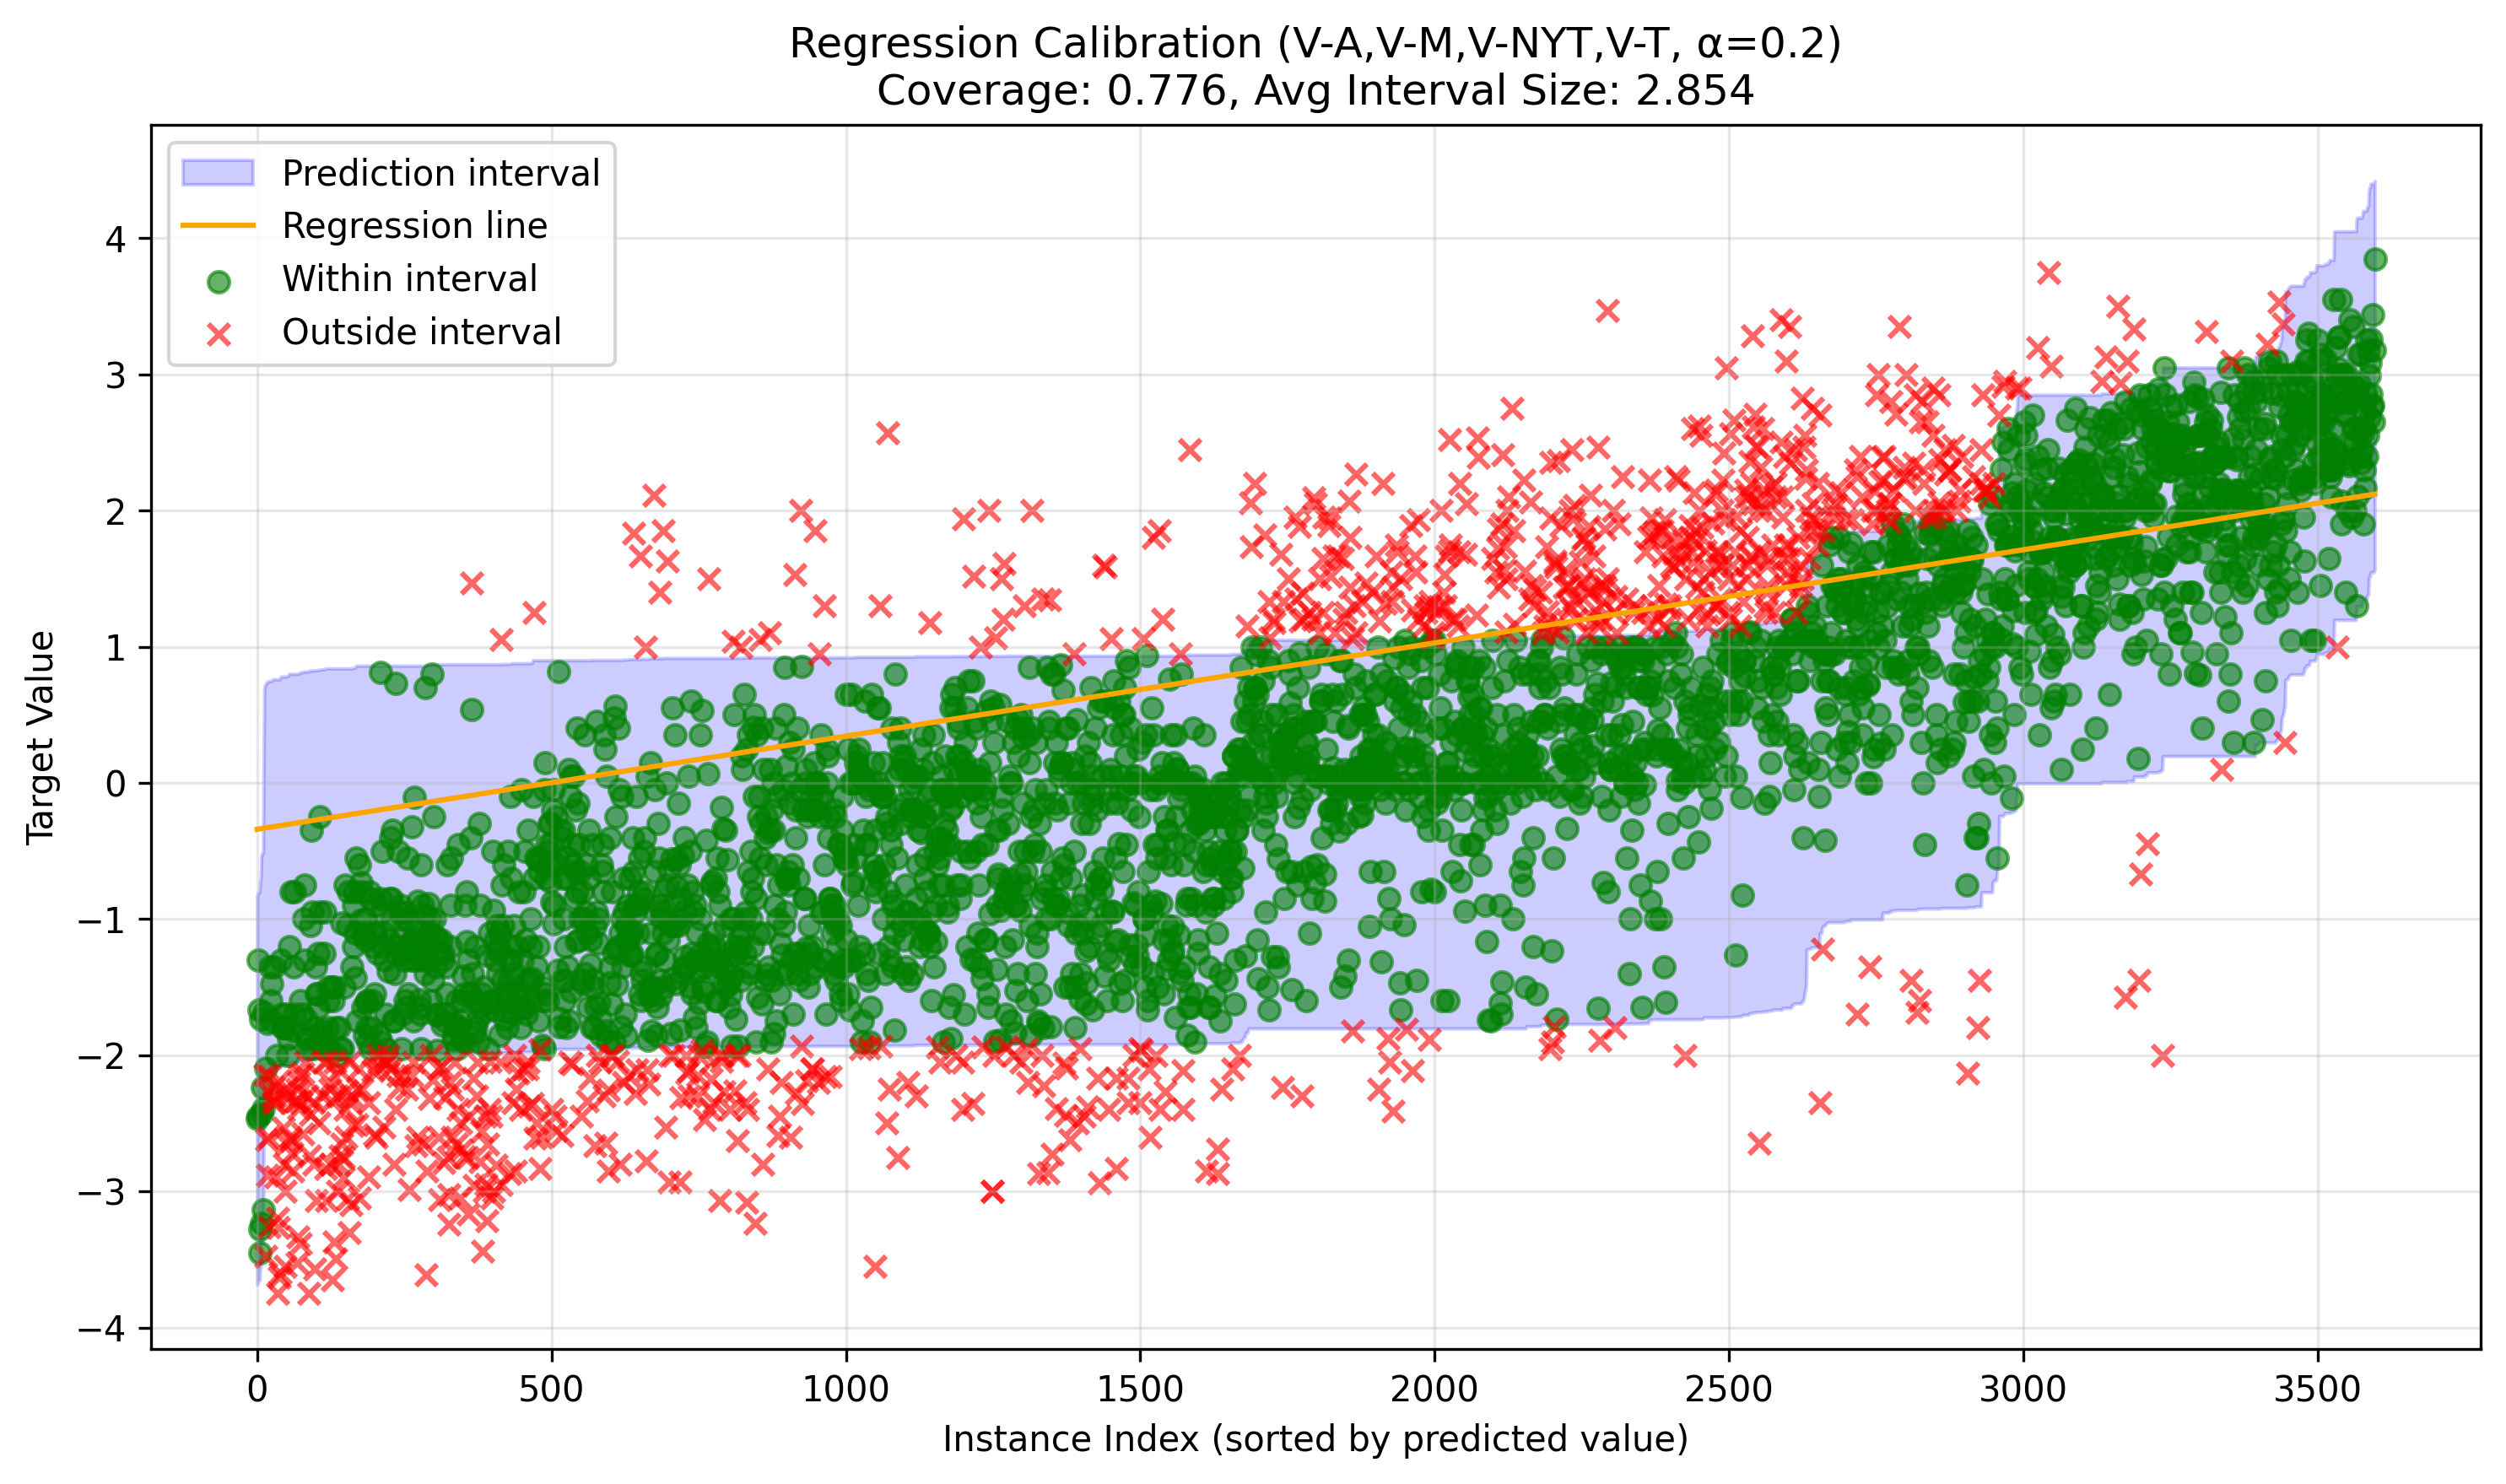 Regression Calibration (V-A,V-M,V-NYT,V-T, α=0.2)
Coverage: 0.776, Avg Interval Size: 2.854
Prediction interval
Regression line
Within interval
Outside interval
Target Value
4
3
2
1
0
−1
−2
−3
−4
0 500 1000 1500 2000 2500 3000 3500
Instance Index (sorted by predicted value)